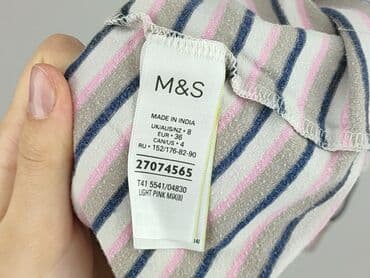 M&S
MADE IN INDIA
UK/AUS/NZ • 8
EUR • 36
CAN/US • 4
RU • 152/176-82-90
27074565
T41 5541/04830
LIGHT PINK MIX(8)